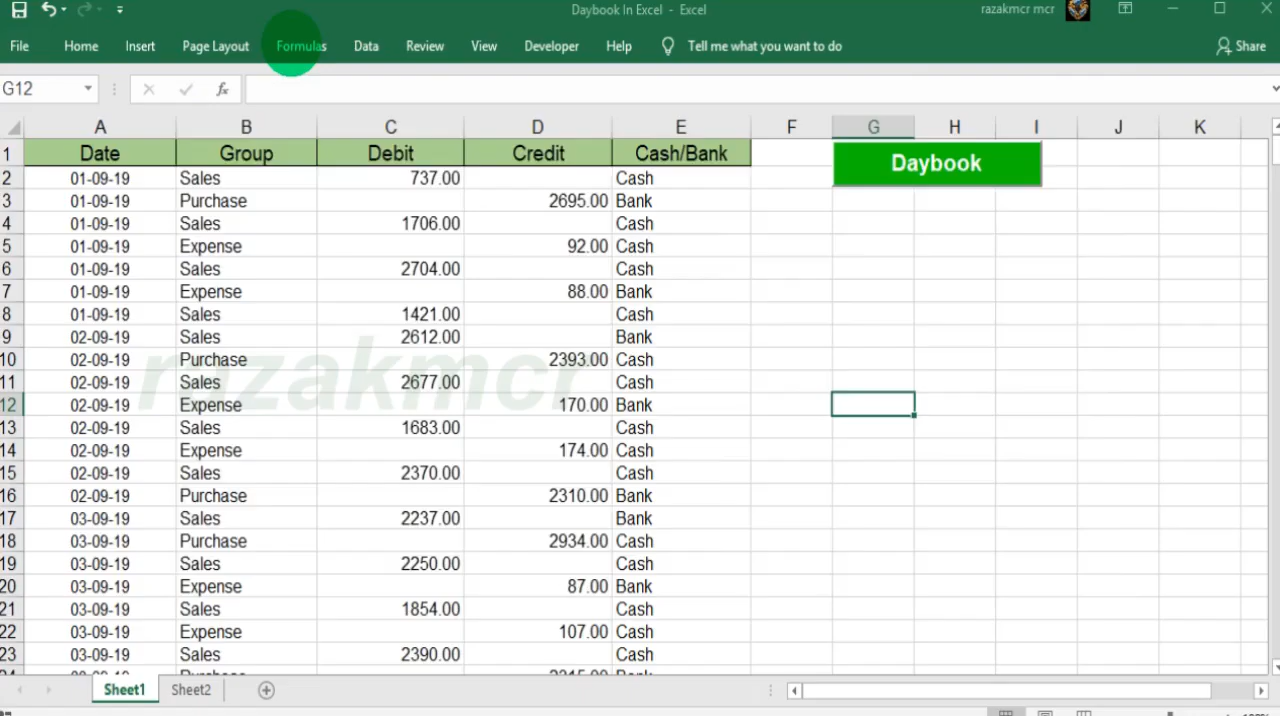 Daybook In Excel - Excel
razakmcr mcr
File Home Insert Page Layout Formulas Data Review View Developer Help Tell me what you want to do Share
G12 fx
A B C D E F G H I J K
1 Date Group Debit Credit Cash/Bank Daybook
2 01-09-19 Sales 737.00 Cash
3 01-09-19 Purchase 2695.00 Bank
4 01-09-19 Sales 1706.00 Cash
5 01-09-19 Expense 92.00 Cash
6 01-09-19 Sales 2704.00 Cash
7 01-09-19 Expense 88.00 Bank
8 01-09-19 Sales 1421.00 Cash
9 02-09-19 Sales 2612.00 Bank
10 02-09-19 Purchase 2393.00 Cash
11 02-09-19 Sales 2677.00 Cash
12 02-09-19 Expense 170.00 Bank
13 02-09-19 Sales 1683.00 Cash
14 02-09-19 Expense 174.00 Cash
15 02-09-19 Sales 2370.00 Cash
16 02-09-19 Purchase 2310.00 Bank
17 03-09-19 Sales 2237.00 Bank
18 03-09-19 Purchase 2934.00 Cash
19 03-09-19 Sales 2250.00 Cash
20 03-09-19 Expense 87.00 Bank
21 03-09-19 Sales 1854.00 Cash
22 03-09-19 Expense 107.00 Cash
23 03-09-19 Sales 2390.00 Cash
razakmcr
Sheet1 Sheet2